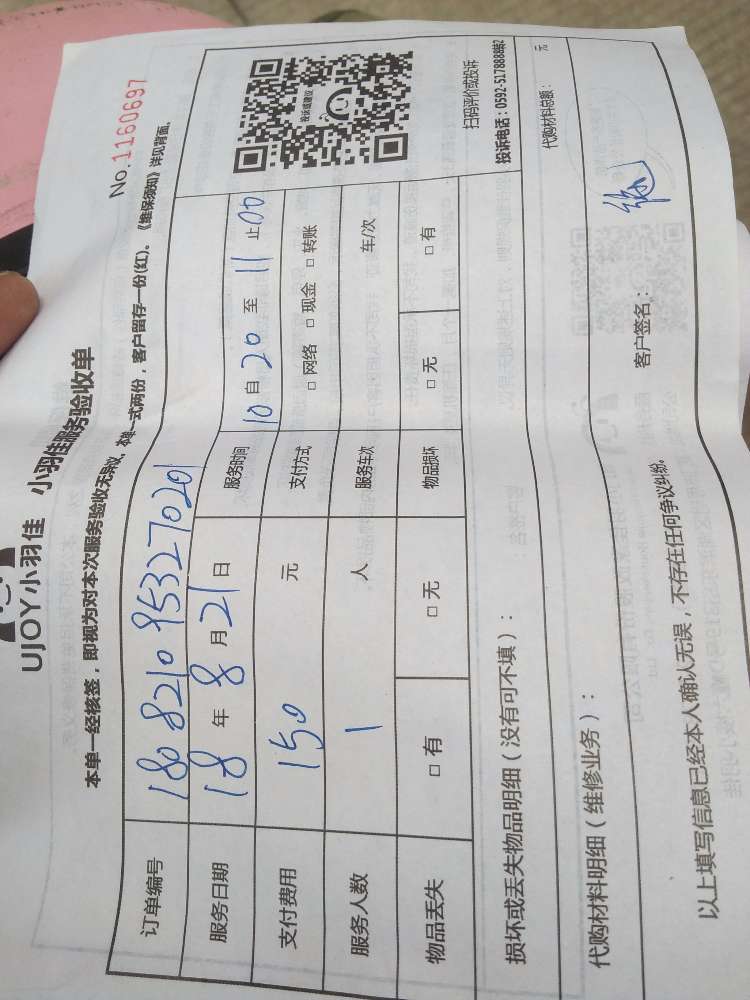 UJOY小羽佳 小羽佳服务验收单
No.1160697
本单一经核签，即视为对本次服务验收无异议，本单一式两份，客户留存一份(红)。《维保须知》详见背面。
订单编号 1808210953270201
服务日期 18 年 8 月 21 日 服务时间 10 自 20 至 11 止 00
支付费用 150 元 支付方式 □ 网络 □ 现金 □ 转账
服务人数 1 人 服务车次 车/次
物品丢失 □ 有 □ 无 物品损坏 □ 无 □ 有
投诉或建议
扫码评价或投诉
投诉电话：0592-5178888转2
损坏或丢失物品明细（没有可不填）：
代购材料明细（维修业务）： 代购材料总额： 元
以上填写信息已经本人确认无误，不存在任何争议纠纷。 客户签名：